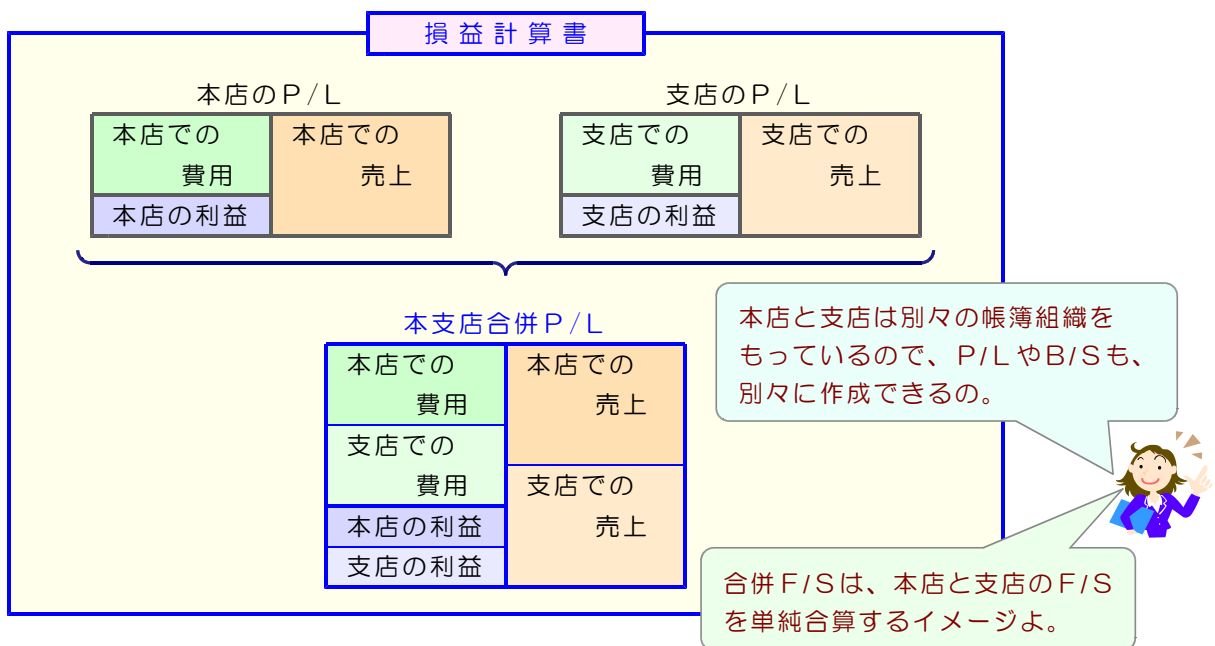 損益計算書
本店のP/L
本店での
費用
本店での
売上
本店の利益
支店のP/L
支店での
費用
支店での
売上
支店の利益
本支店合併P/L
本店での
費用
支店での
費用
本店の利益
支店の利益
本店での
売上
支店での
売上
本店と支店は別々の帳簿組織を
もっているので、P/LやB/Sも、
別々に作成できるの。
合併F/Sは、本店と支店のF/S
を単純合算するイメージよ。